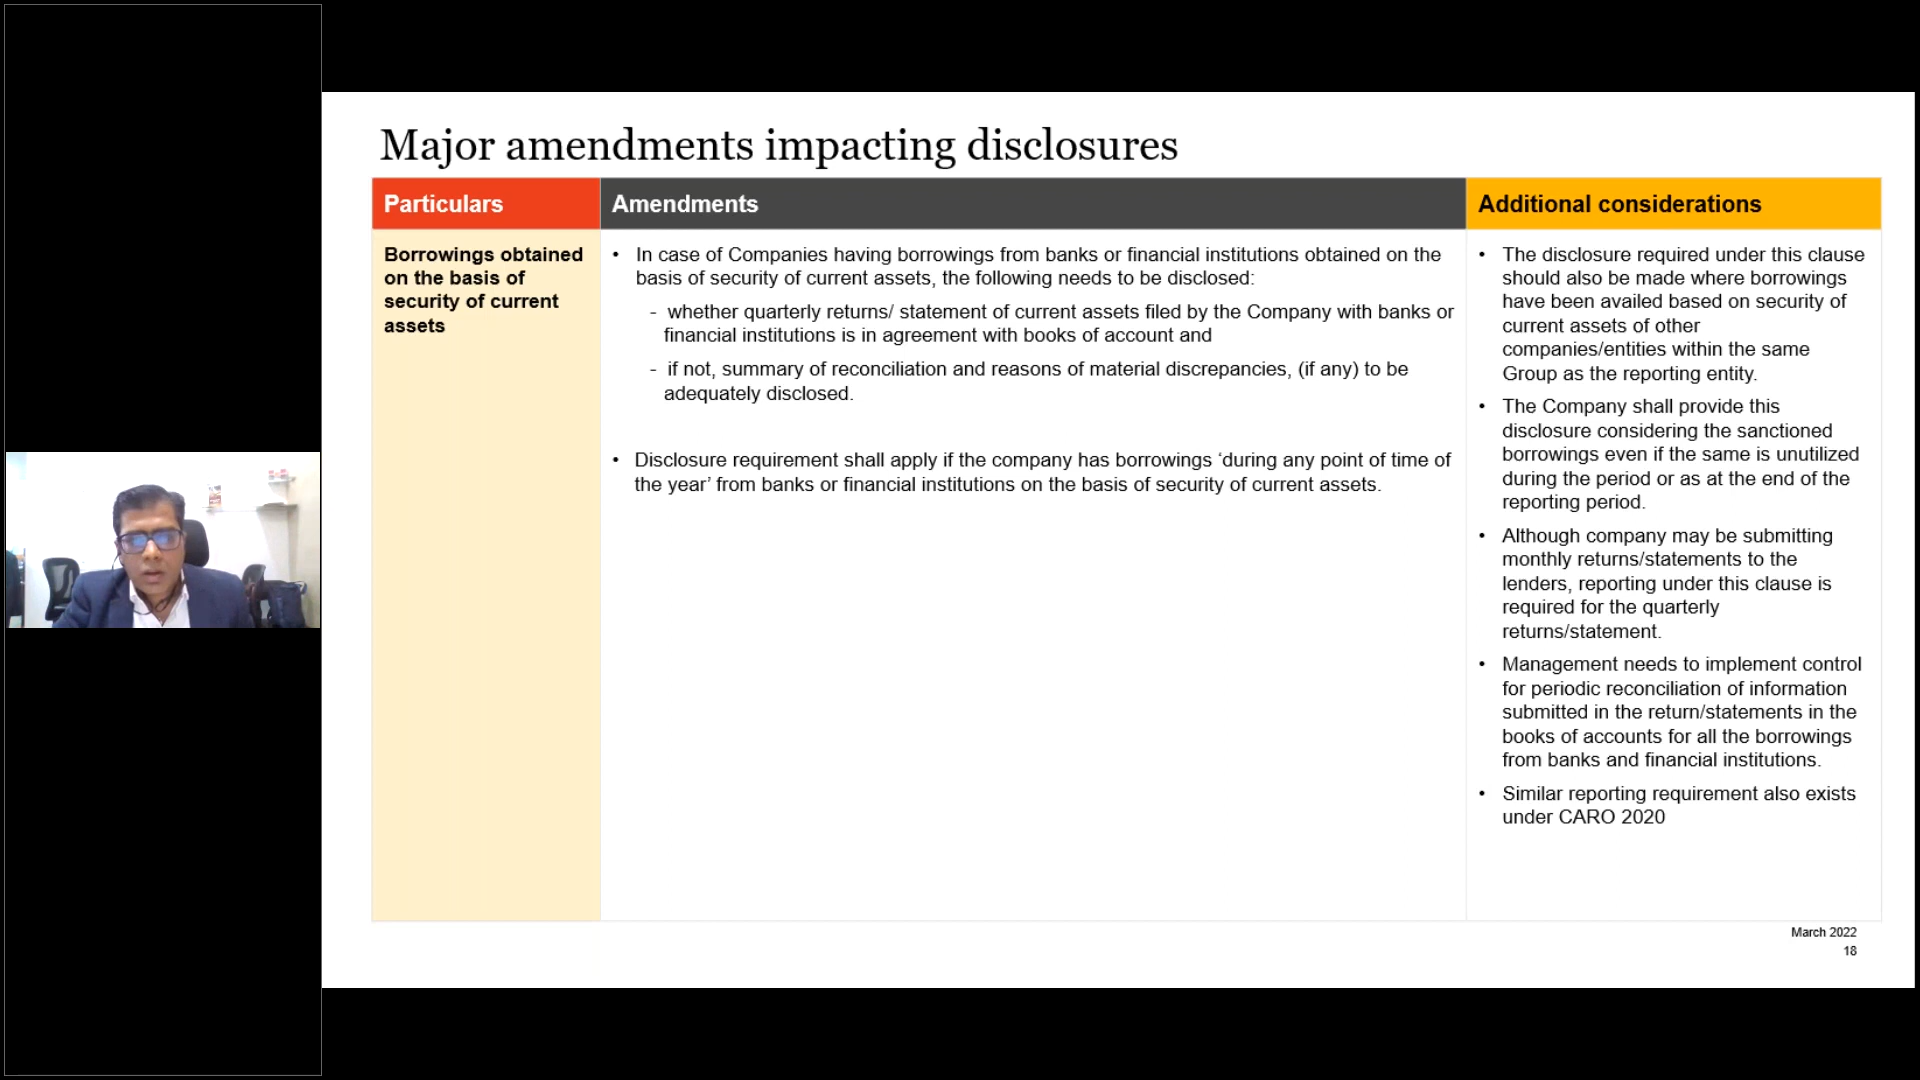 Major amendments impacting disclosures
Particulars
Amendments
Additional considerations
Borrowings obtained
on the basis of
security of current
assets
• In case of Companies having borrowings from banks or financial institutions obtained on the
basis of security of current assets, the following needs to be disclosed:
- whether quarterly returns/ statement of current assets filed by the Company with banks or
financial institutions is in agreement with books of account and
- if not, summary of reconciliation and reasons of material discrepancies, (if any) to be
adequately disclosed.
• Disclosure requirement shall apply if the company has borrowings ‘during any point of time of
the year’ from banks or financial institutions on the basis of security of current assets.
• The disclosure required under this clause
should also be made where borrowings
have been availed based on security of
current assets of other
companies/entities within the same
Group as the reporting entity.
• The Company shall provide this
disclosure considering the sanctioned
borrowings even if the same is unutilized
during the period or as at the end of the
reporting period.
• Although company may be submitting
monthly returns/statements to the
lenders, reporting under this clause is
required for the quarterly
returns/statement.
• Management needs to implement control
for periodic reconciliation of information
submitted in the return/statements in the
books of accounts for all the borrowings
from banks and financial institutions.
• Similar reporting requirement also exists
under CARO 2020
March 2022
18